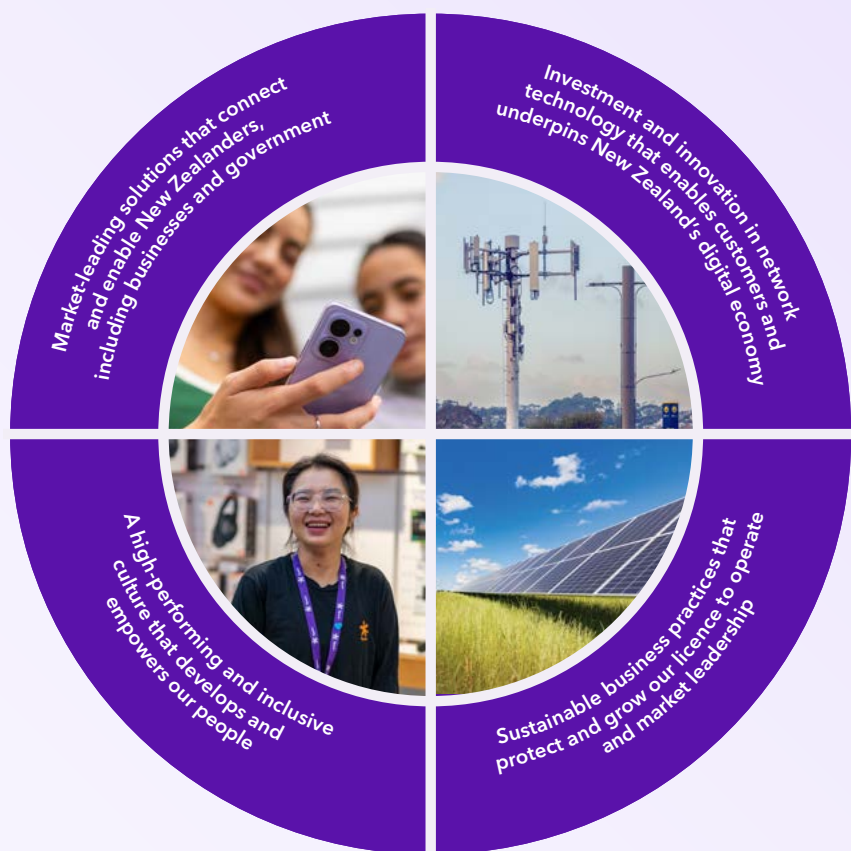 Market-leading solutions that connect
and enable New Zealanders,
including businesses and government
Investment and innovation in network
technology that enables customers and
underpins New Zealand's digital economy
A high-performing and inclusive
culture that develops and
empowers our people
Sustainable business practices that
protect and grow our licence to operate
and market leadership